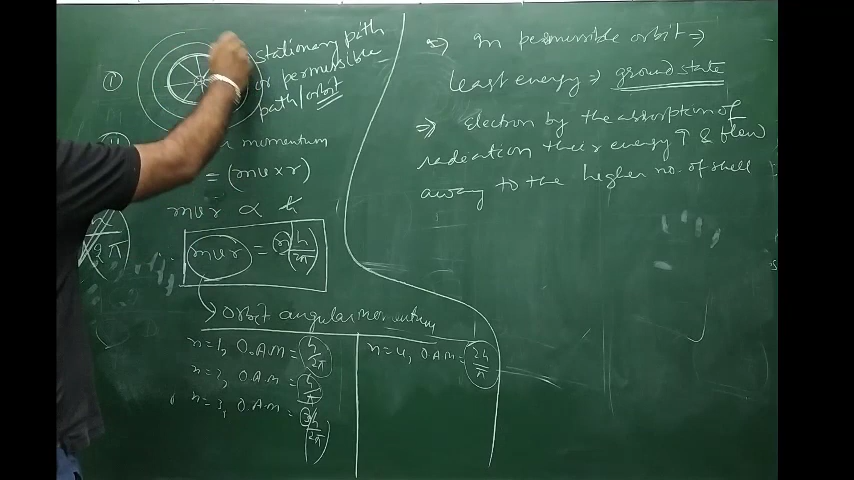 ①
stationary path
or permissible
path/orbit
momentum
= (mv×r)
mvr ∝ ℏ
∴ mvr = n(h/2π)
h/2π
→ Orbit angular momentum
n=1, O.A.M = h/2π
n=2, O.A.M = h/π
n=3, O.A.M = 3h/2π
n=4, O.A.M = 2h/π
⇒ In permissible orbit ⇒
least energy ⇒ ground state
⇒ Electron by the absorption of
radiation their energy ↑ & flew
away to the higher no. of shell